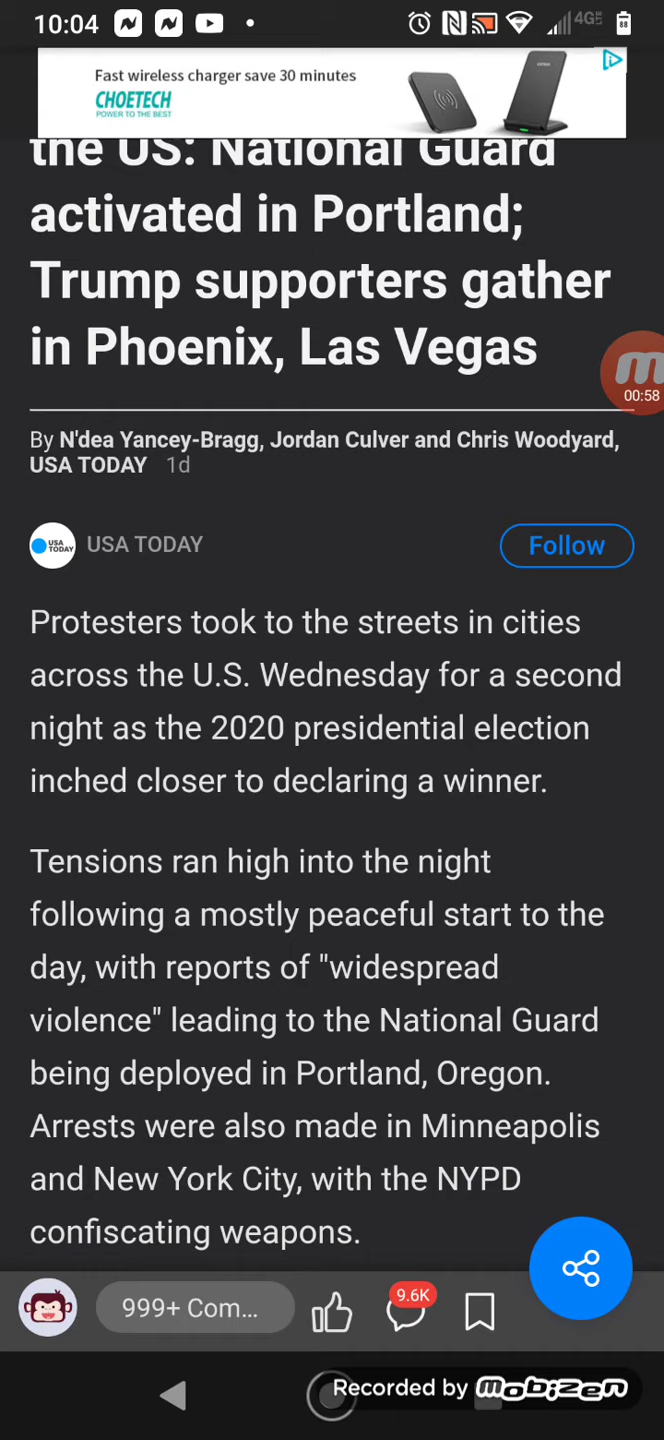 10:04
4GE
88
Fast wireless charger save 30 minutes
CHOETECH
POWER TO THE BEST
the US: National Guard
activated in Portland;
Trump supporters gather
in Phoenix, Las Vegas
00:58
By N'dea Yancey-Bragg, Jordan Culver and Chris Woodyard,
USA TODAY 1d
USA TODAY
USA TODAY
Follow
Protesters took to the streets in cities
across the U.S. Wednesday for a second
night as the 2020 presidential election
inched closer to declaring a winner.
Tensions ran high into the night
following a mostly peaceful start to the
day, with reports of "widespread
violence" leading to the National Guard
being deployed in Portland, Oregon.
Arrests were also made in Minneapolis
and New York City, with the NYPD
confiscating weapons.
999+ Com...
9.6K
Recorded by mobizen